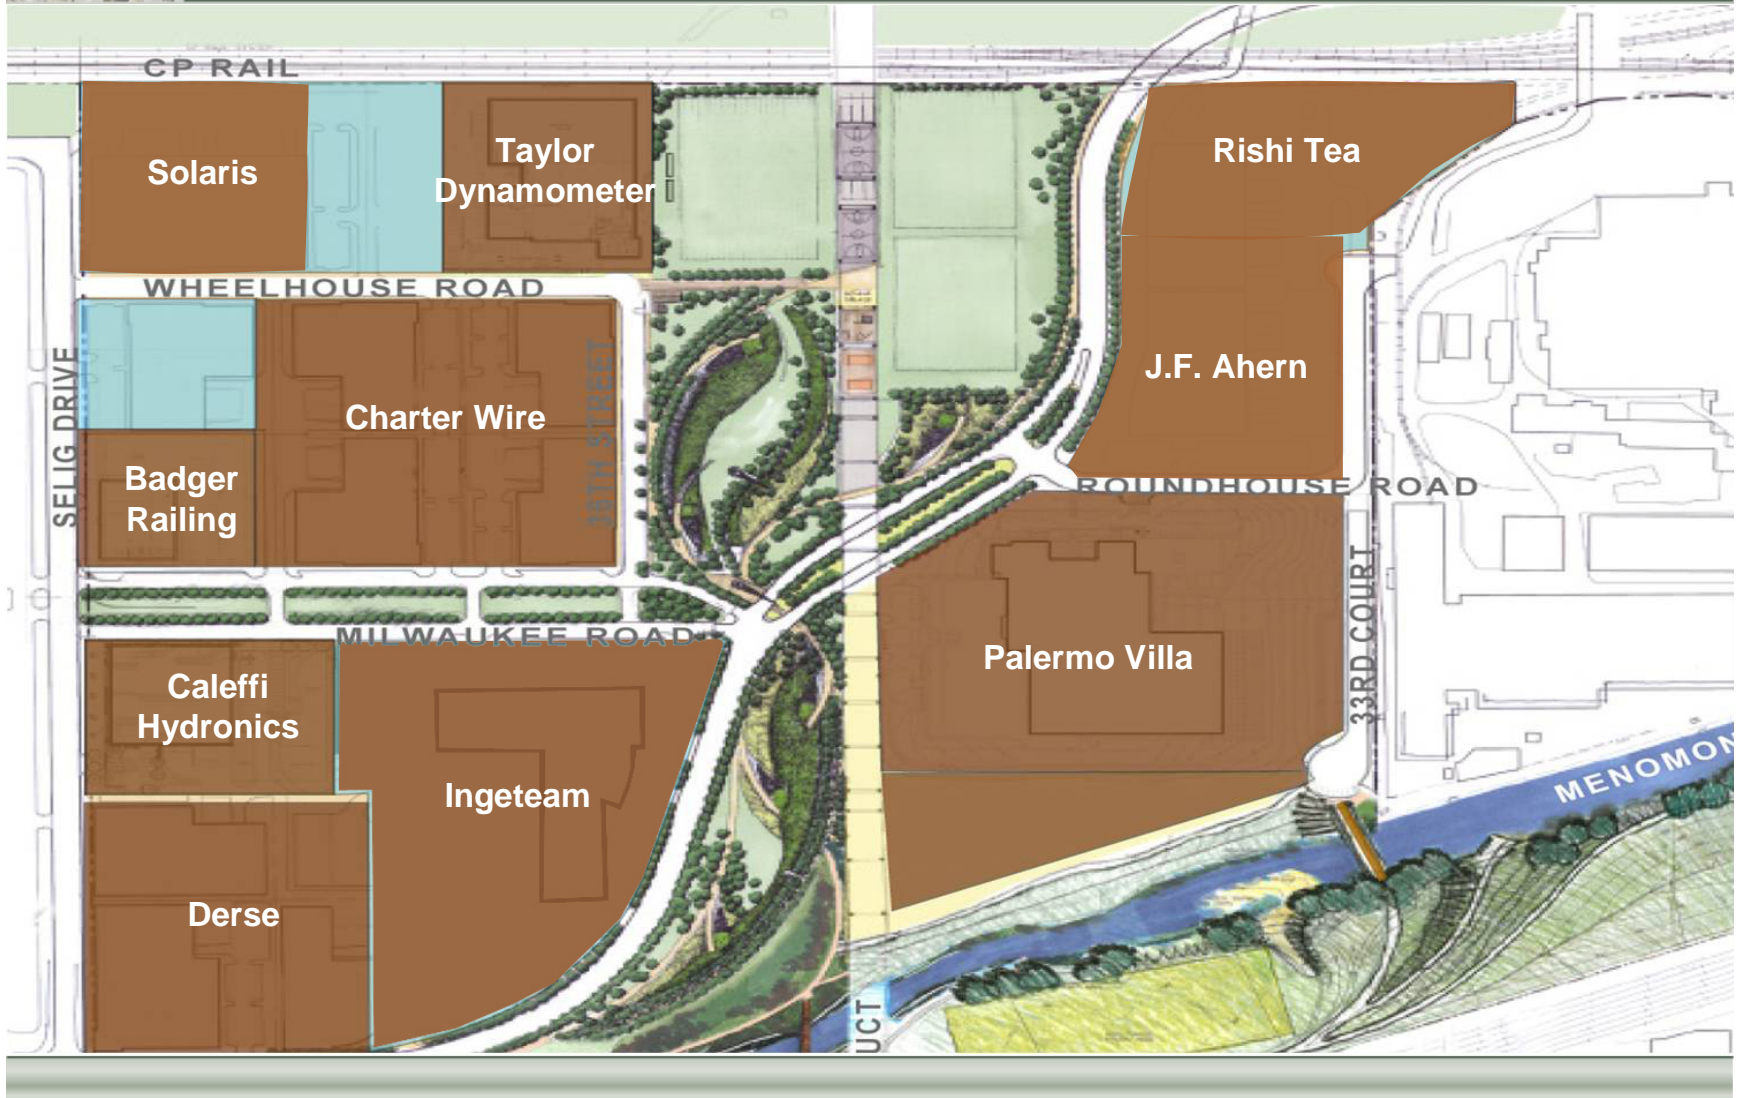 CP RAIL
Solaris
Taylor
Dynamometer
Rishi Tea
WHEELHOUSE ROAD
SELIG DRIVE
Charter Wire
35TH STREET
J.F. Ahern
Badger
Railing
ROUNDHOUSE ROAD
MILWAUKEE ROAD
Palermo Villa
33RD COURT
Caleffi
Hydronics
Ingeteam
MENOMON
Derse
UCT